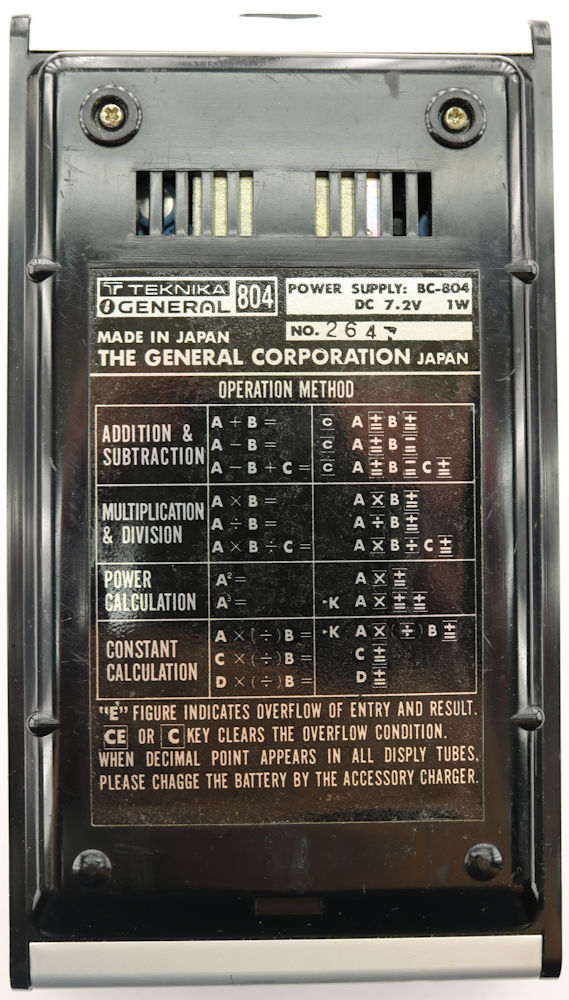 TEKNIKA
GENERAL 804
POWER SUPPLY: BC-804
DC 7.2V 1W
NO. 2647
MADE IN JAPAN
THE GENERAL CORPORATION JAPAN
OPERATION METHOD
ADDITION &
SUBTRACTION
A + B =
A − B =
A − B + C =
C A ± B ±
C A ± B −
C A ± B − C ±
MULTIPLICATION
& DIVISION
A × B =
A ÷ B =
A × B ÷ C =
A × B ±
A ÷ B ±
A × B ÷ C ±
POWER
CALCULATION
A² =
A³ =
A × ±
·K A × ± ±
CONSTANT
CALCULATION
A × (÷) B =
C × (÷) B =
D × (÷) B =
·K A × (÷) B ±
C ±
D ±
"E" FIGURE INDICATES OVERFLOW OF ENTRY AND RESULT.
CE OR C KEY CLEARS THE OVERFLOW CONDITION.
WHEN DECIMAL POINT APPEARS IN ALL DISPLY TUBES,
PLEASE CHAGGE THE BATTERY BY THE ACCESSORY CHARGER.